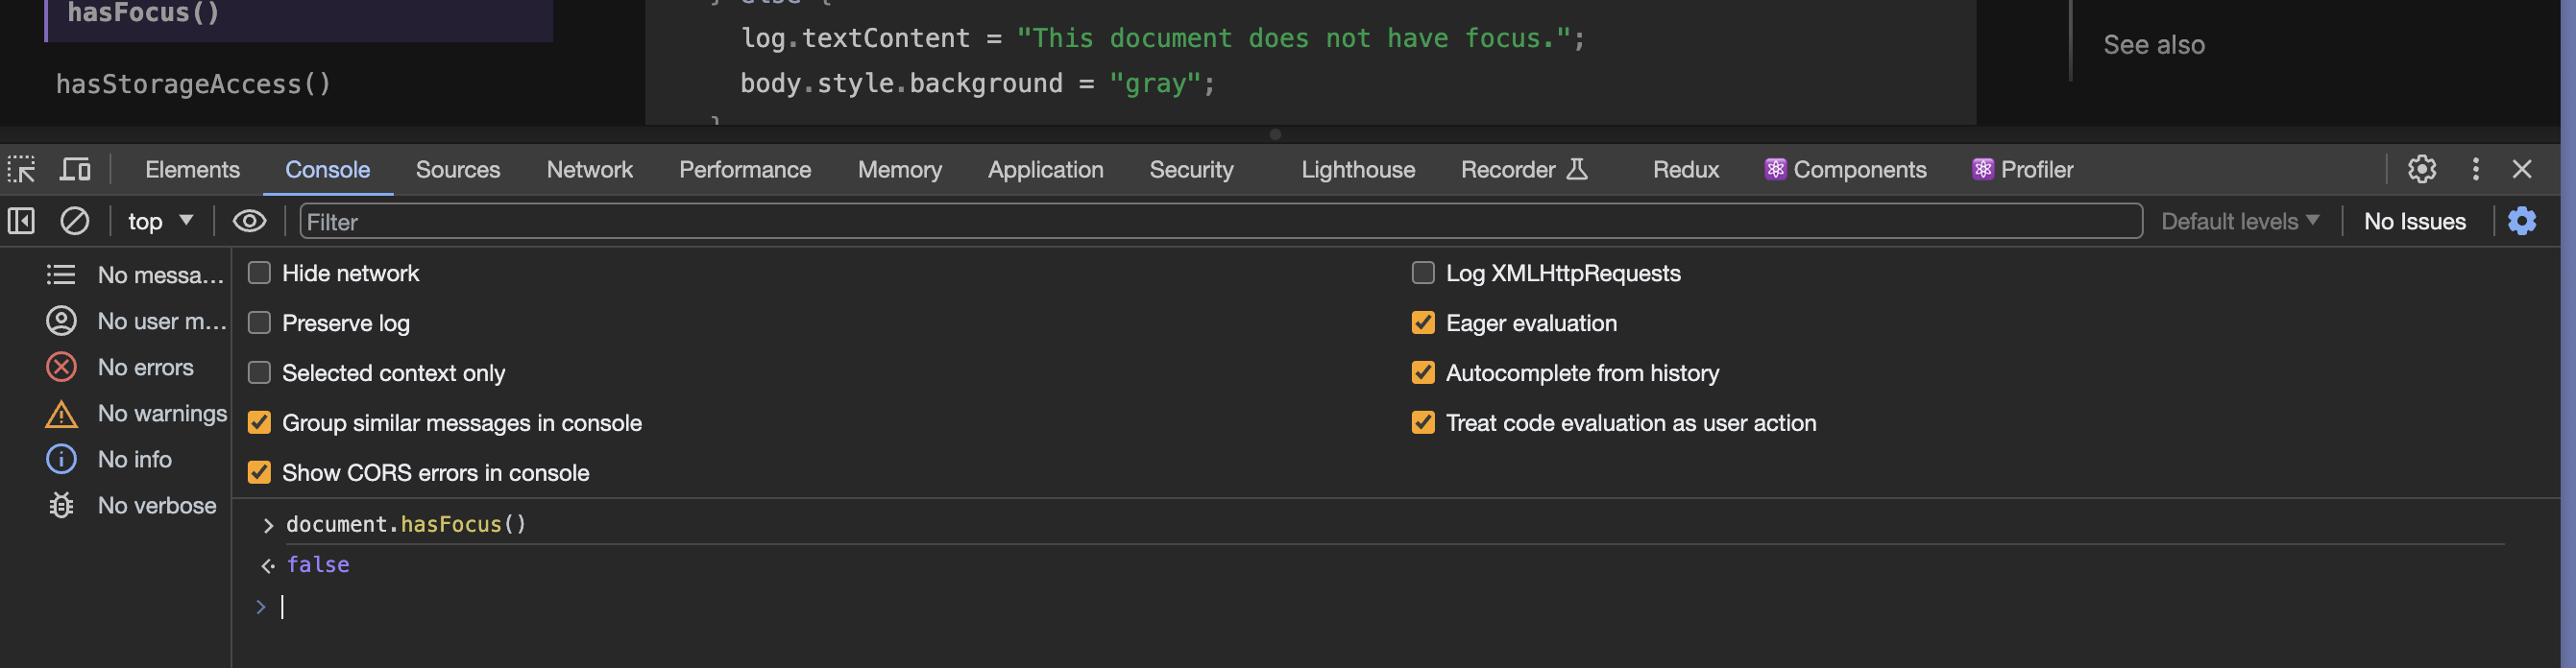 hasFocus()
hasStorageAccess()
} else {
log.textContent = "This document does not have focus.";
body.style.background = "gray";
}
See also
Elements Console Sources Network Performance Memory Application Security Lighthouse Recorder Redux Components Profiler
top Filter Default levels No Issues
No messa…
No user m…
No errors
No warnings
No info
No verbose
Hide network
Preserve log
Selected context only
Group similar messages in console
Show CORS errors in console
Log XMLHttpRequests
Eager evaluation
Autocomplete from history
Treat code evaluation as user action
> document.hasFocus()
<· false
>